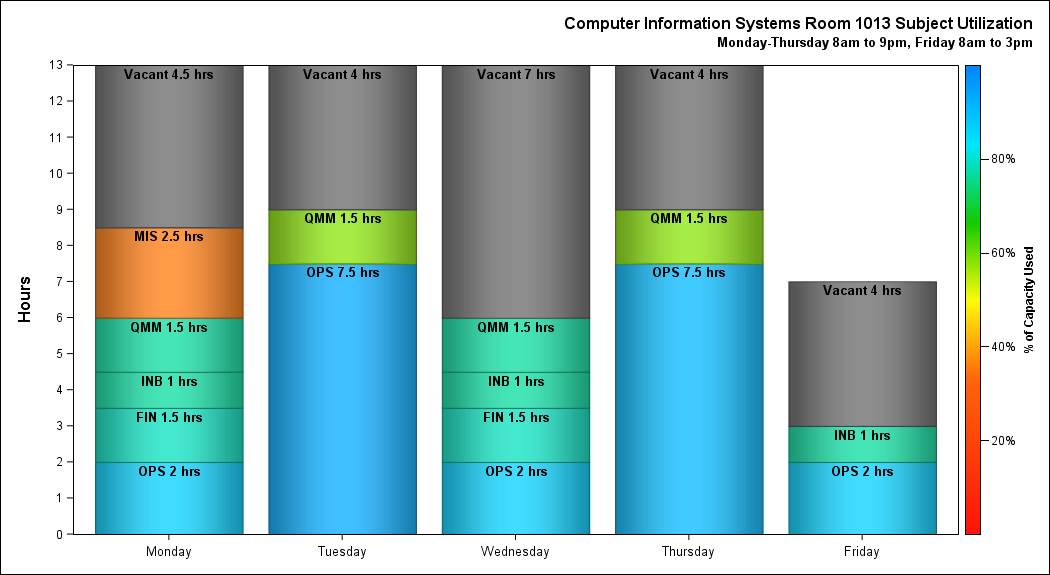 Computer Information Systems Room 1013 Subject Utilization
Monday-Thursday 8am to 9pm, Friday 8am to 3pm
Hours
13
12
11
10
9
8
7
6
5
4
3
2
1
0
Vacant 4.5 hrs
MIS 2.5 hrs
QMM 1.5 hrs
INB 1 hrs
FIN 1.5 hrs
OPS 2 hrs
Monday
Vacant 4 hrs
QMM 1.5 hrs
OPS 7.5 hrs
Tuesday
Vacant 7 hrs
QMM 1.5 hrs
INB 1 hrs
FIN 1.5 hrs
OPS 2 hrs
Wednesday
Vacant 4 hrs
QMM 1.5 hrs
OPS 7.5 hrs
Thursday
Vacant 4 hrs
INB 1 hrs
OPS 2 hrs
Friday
80%
60%
40%
20%
% of Capacity Used